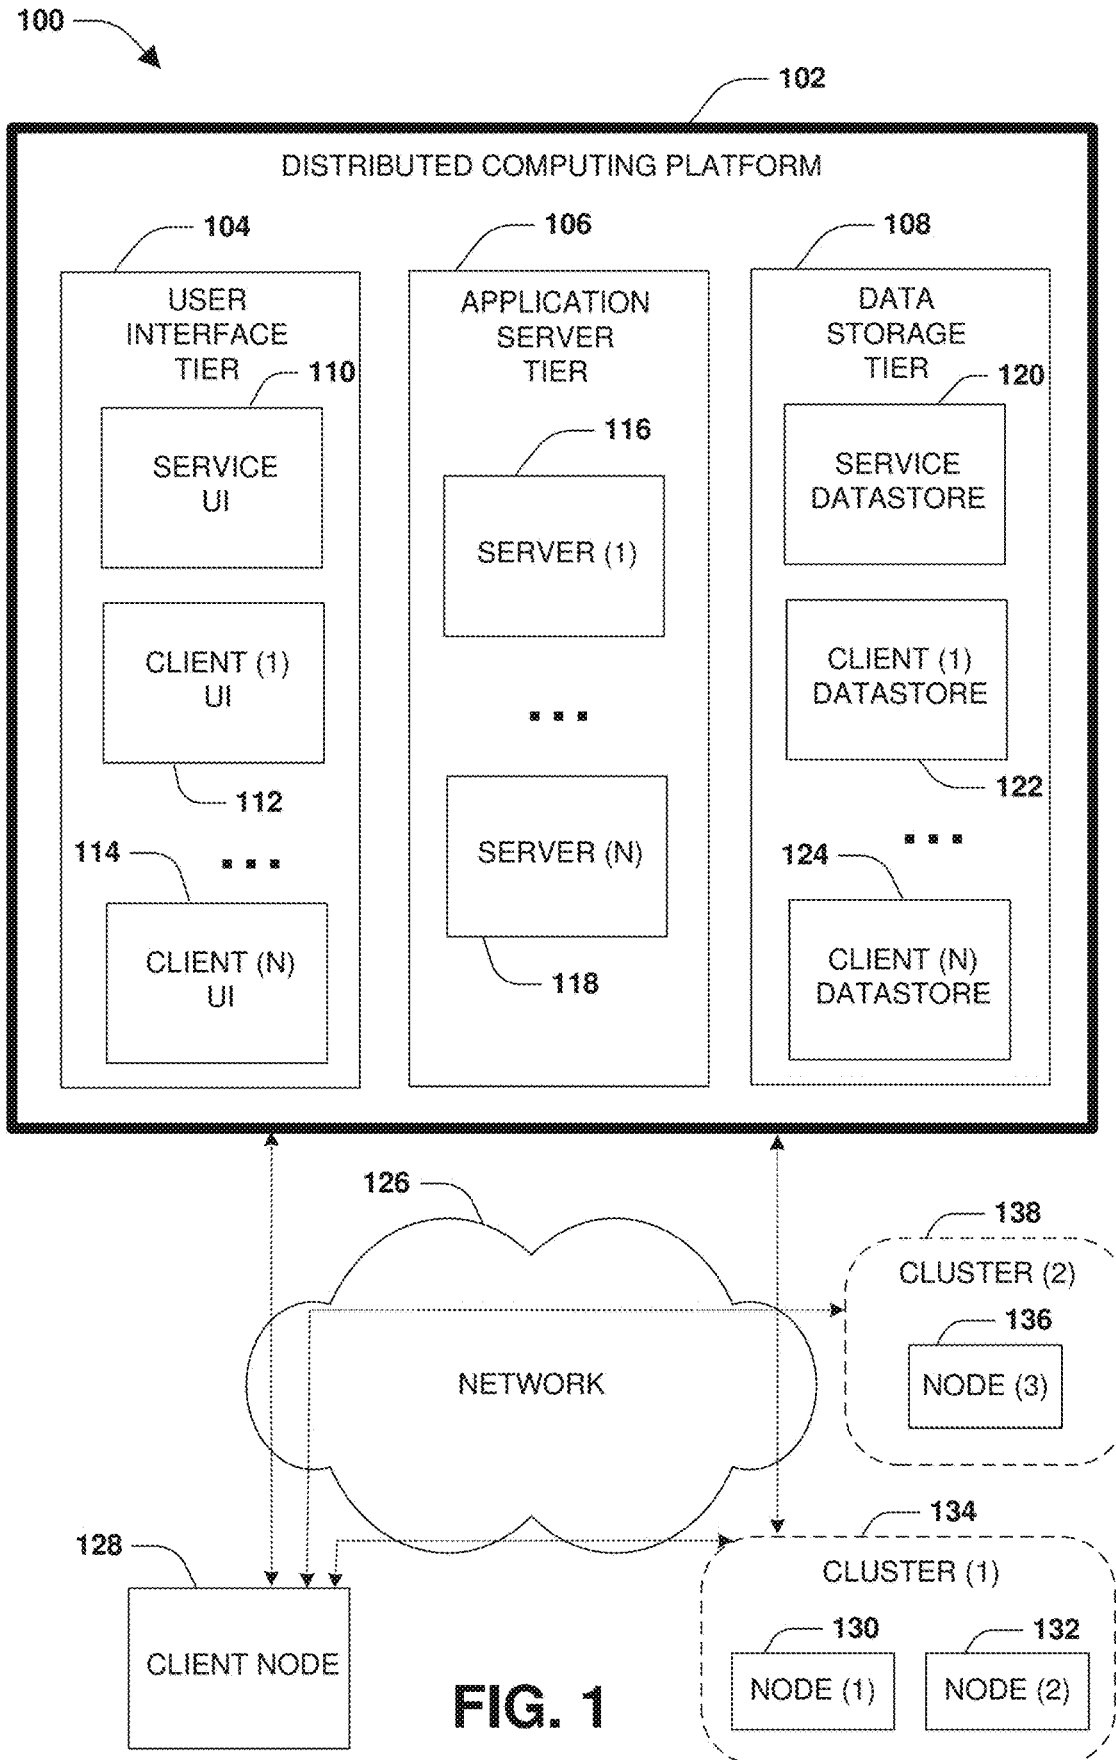 100
102
DISTRIBUTED COMPUTING PLATFORM
104
106
108
USER
INTERFACE
TIER
110
SERVICE
UI
CLIENT (1)
UI
112
114
...
CLIENT (N)
UI
APPLICATION
SERVER
TIER
116
SERVER (1)
...
SERVER (N)
118
DATA
STORAGE
TIER
120
SERVICE
DATASTORE
CLIENT (1)
DATASTORE
122
...
124
CLIENT (N)
DATASTORE
126
NETWORK
138
CLUSTER (2)
136
NODE (3)
128
CLIENT NODE
134
CLUSTER (1)
130
NODE (1)
132
NODE (2)
FIG. 1